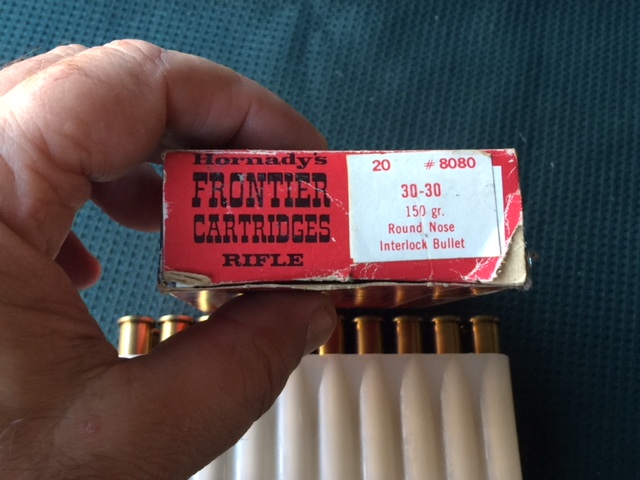 Hornady's
FRONTIER
CARTRIDGES
RIFLE
20 #8080
30-30
150 gr.
Round Nose
Interlock Bullet